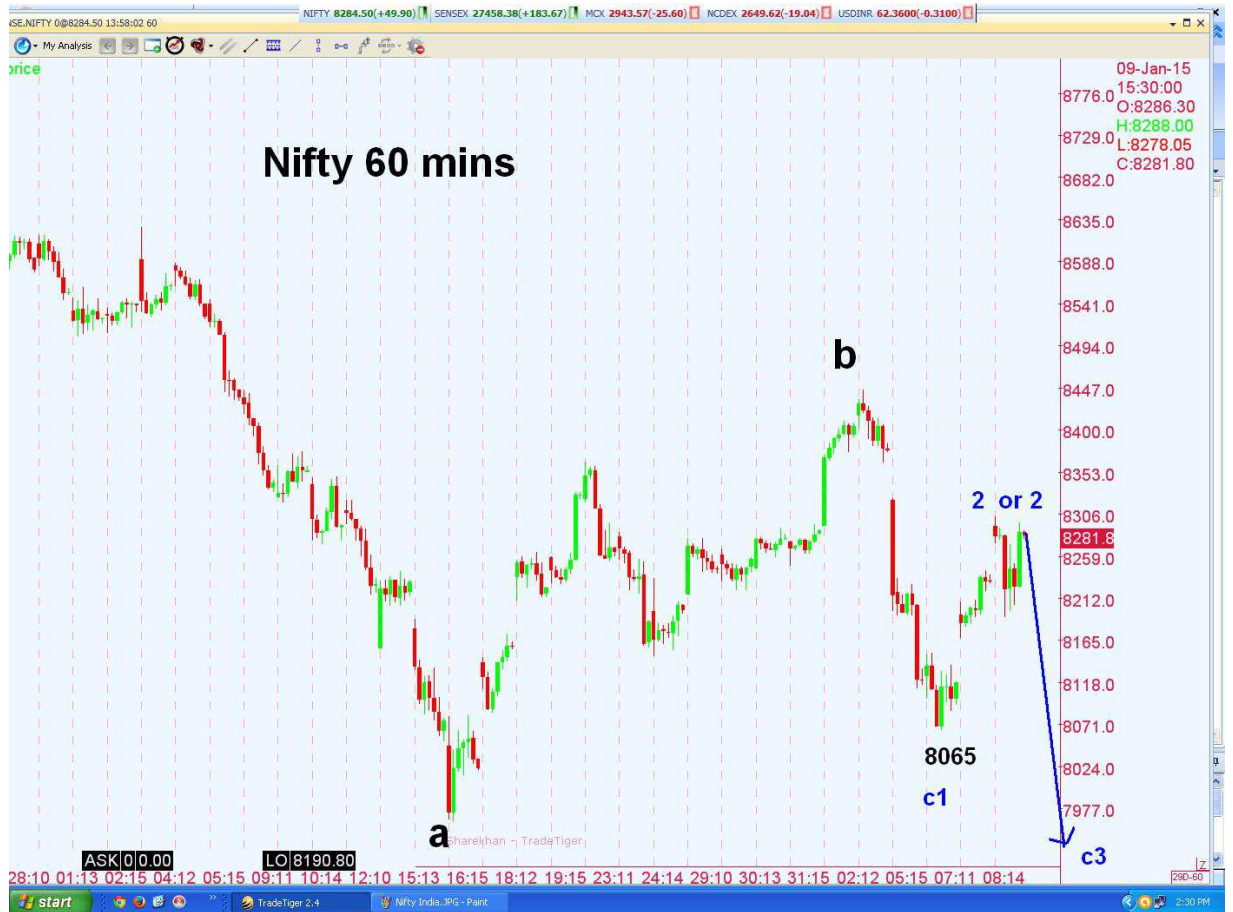 NIFTY 8284.50(+49.90) SENSEX 27458.38(+183.67) MCX 2943.57(-25.60) NCDEX 2649.62(-19.04) USDINR 62.3600(-0.3100)
NSE.NIFTY 0@8284.50 13:58:02 60
My Analysis
price
09-Jan-15
15:30:00
O:8286.30
H:8288.00
L:8278.05
C:8281.80
Nifty 60 mins
8776.0
8729.0
8682.0
8635.0
8588.0
8541.0
8494.0
8447.0
8400.0
8353.0
8306.0
8281.8
8259.0
8212.0
8165.0
8118.0
8071.0
8024.0
7977.0
b
2 or 2
8065
c1
a
Sharekhan - TradeTiger
c3
ASK 0 0.00
LO 8190.80
Z
28:10 01:13 02:15 04:12 05:15 09:11 10:14 12:10 15:13 16:15 18:12 19:15 23:11 24:14 29:10 30:13 31:15 02:12 05:15 07:11 08:14
29D-60
start
TradeTiger 2.4
Nifty India.JPG - Paint
2:30 PM